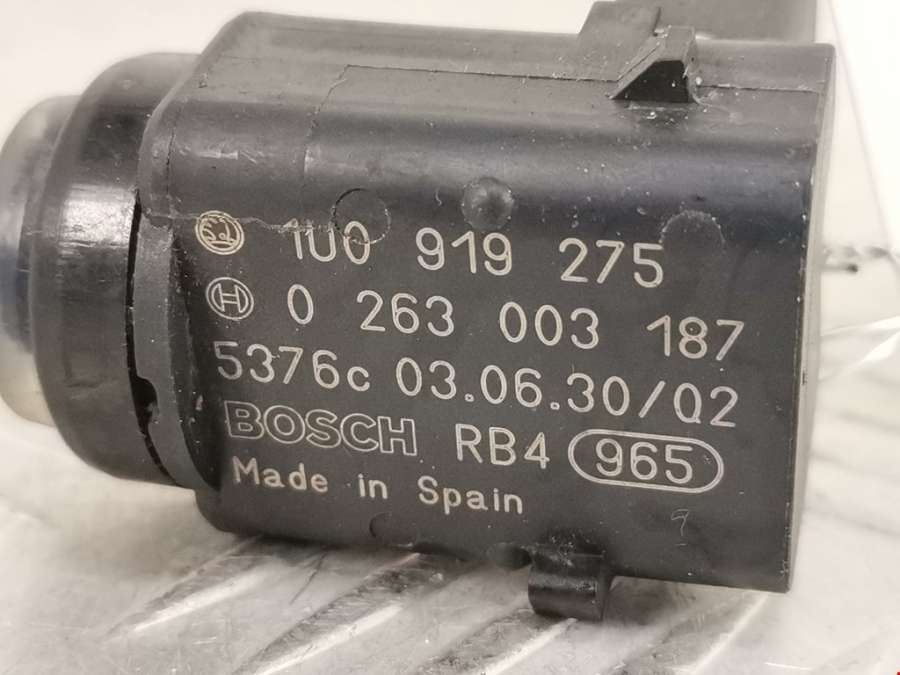 1U0 919 275
0 263 003 187
5376c 03.06.30/Q2
BOSCH RB4 965
Made in Spain